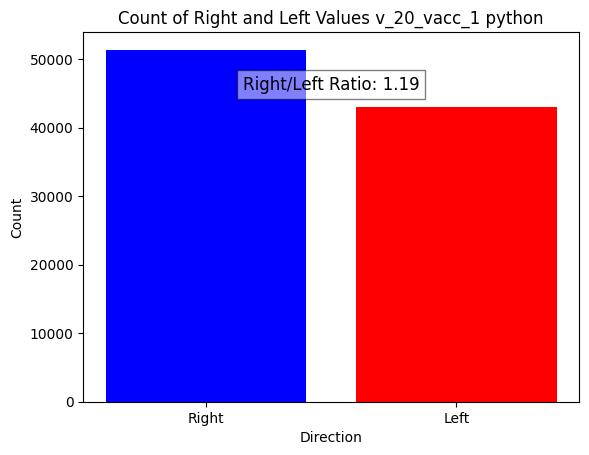 Count of Right and Left Values v_20_vacc_1 python
50000
Right/Left Ratio: 1.19
40000
30000
Count
20000
10000
0
Right
Left
Direction